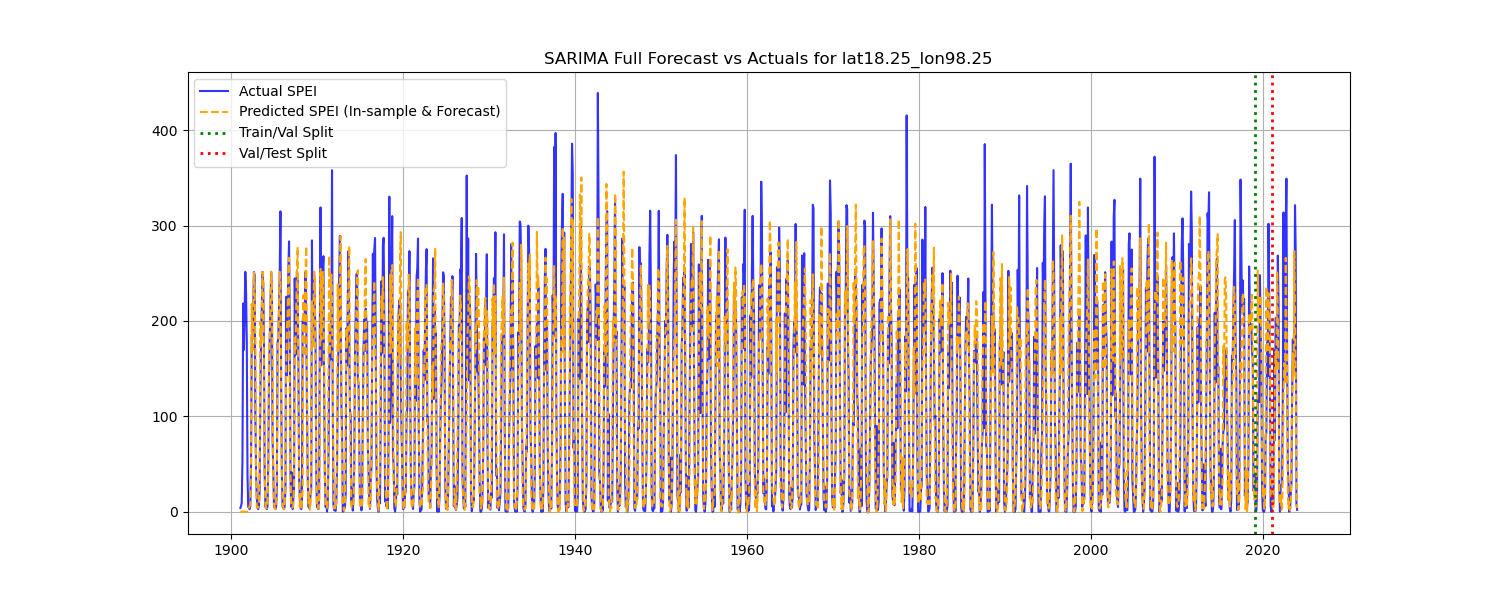 SARIMA Full Forecast vs Actuals for lat18.25_lon98.25
Actual SPEI
Predicted SPEI (In-sample & Forecast)
Train/Val Split
Val/Test Split
400
300
200
100
0
1900 1920 1940 1960 1980 2000 2020